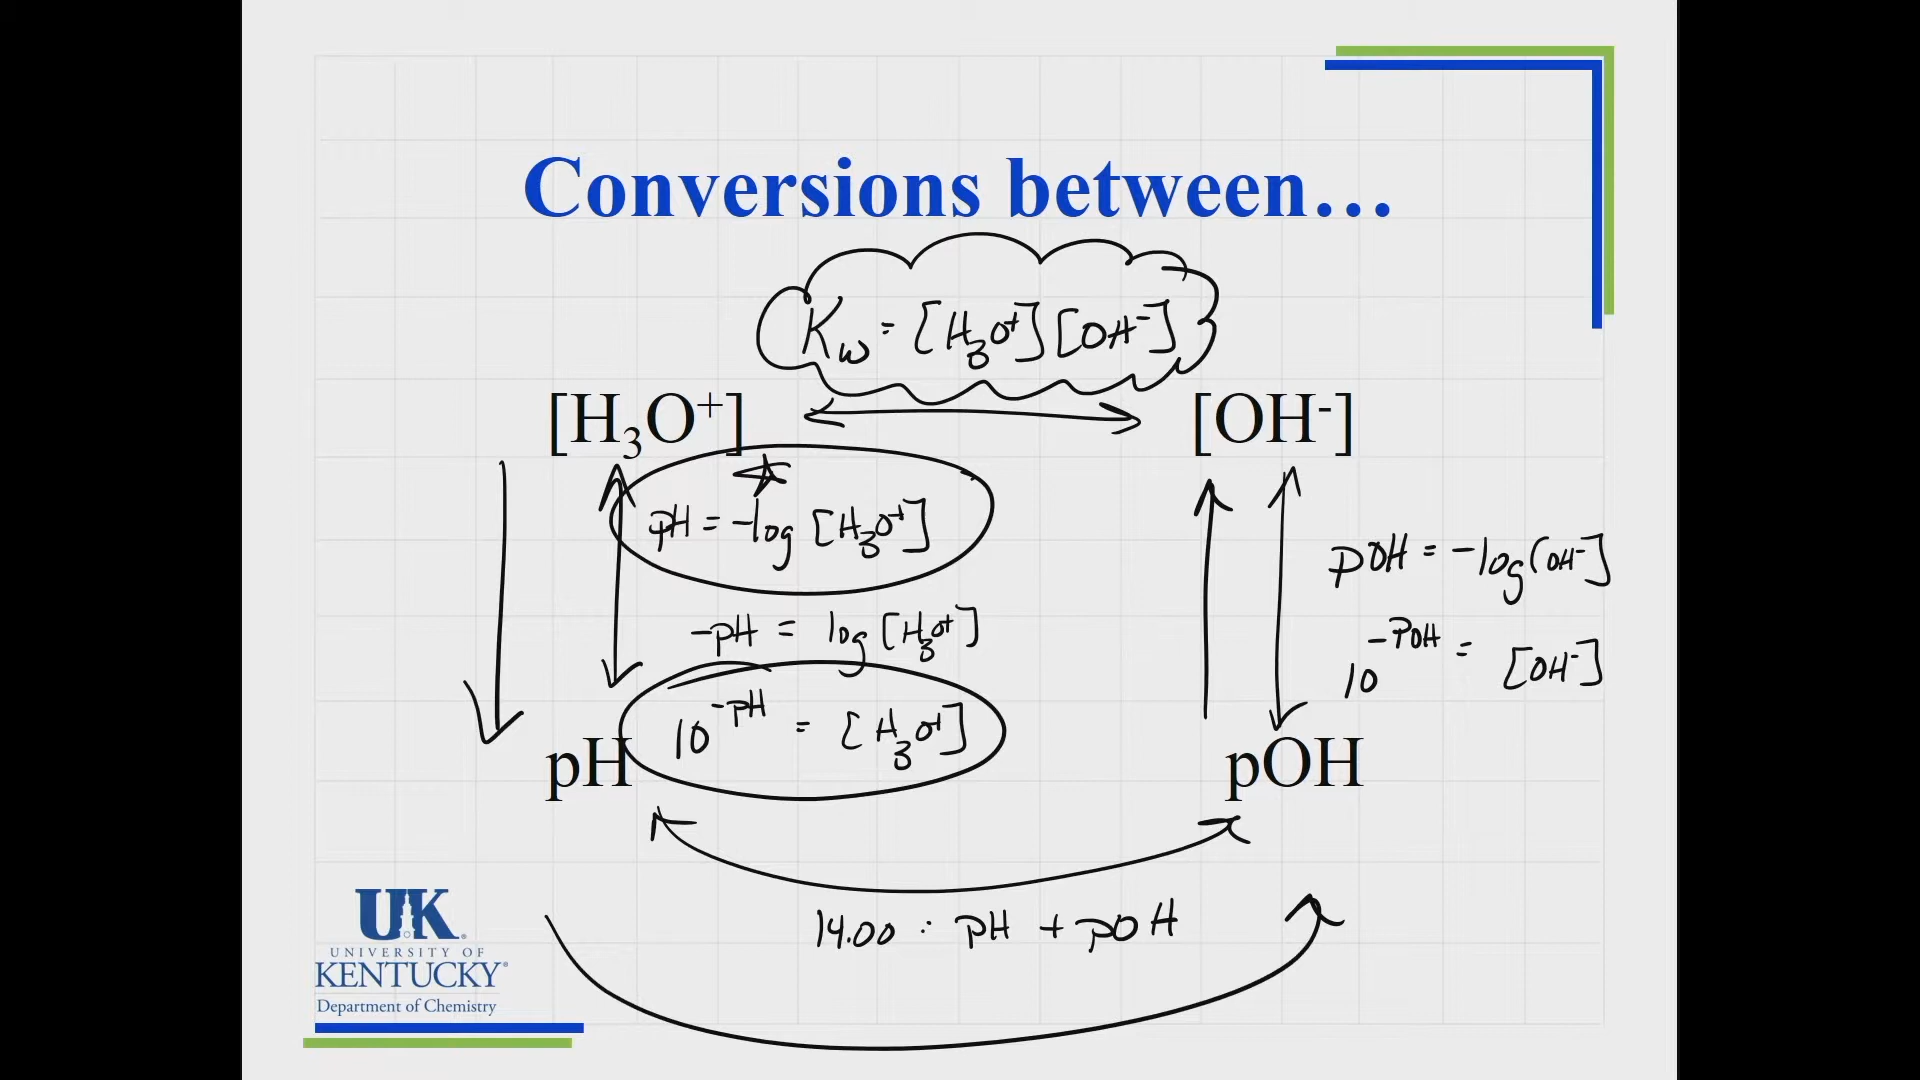 Conversions between…
Kw = [H₃O⁺][OH⁻]
[H₃O⁺]
[OH-]
pH = -log [H₃O⁺]
-pH = log [H₃O⁺]
10^-pH = [H₃O⁺]
pOH = -log(OH⁻]
10^-POH = [OH⁻]
pH
pOH
14.00 = pH + pOH
UK
UNIVERSITY OF
KENTUCKY®
Department of Chemistry